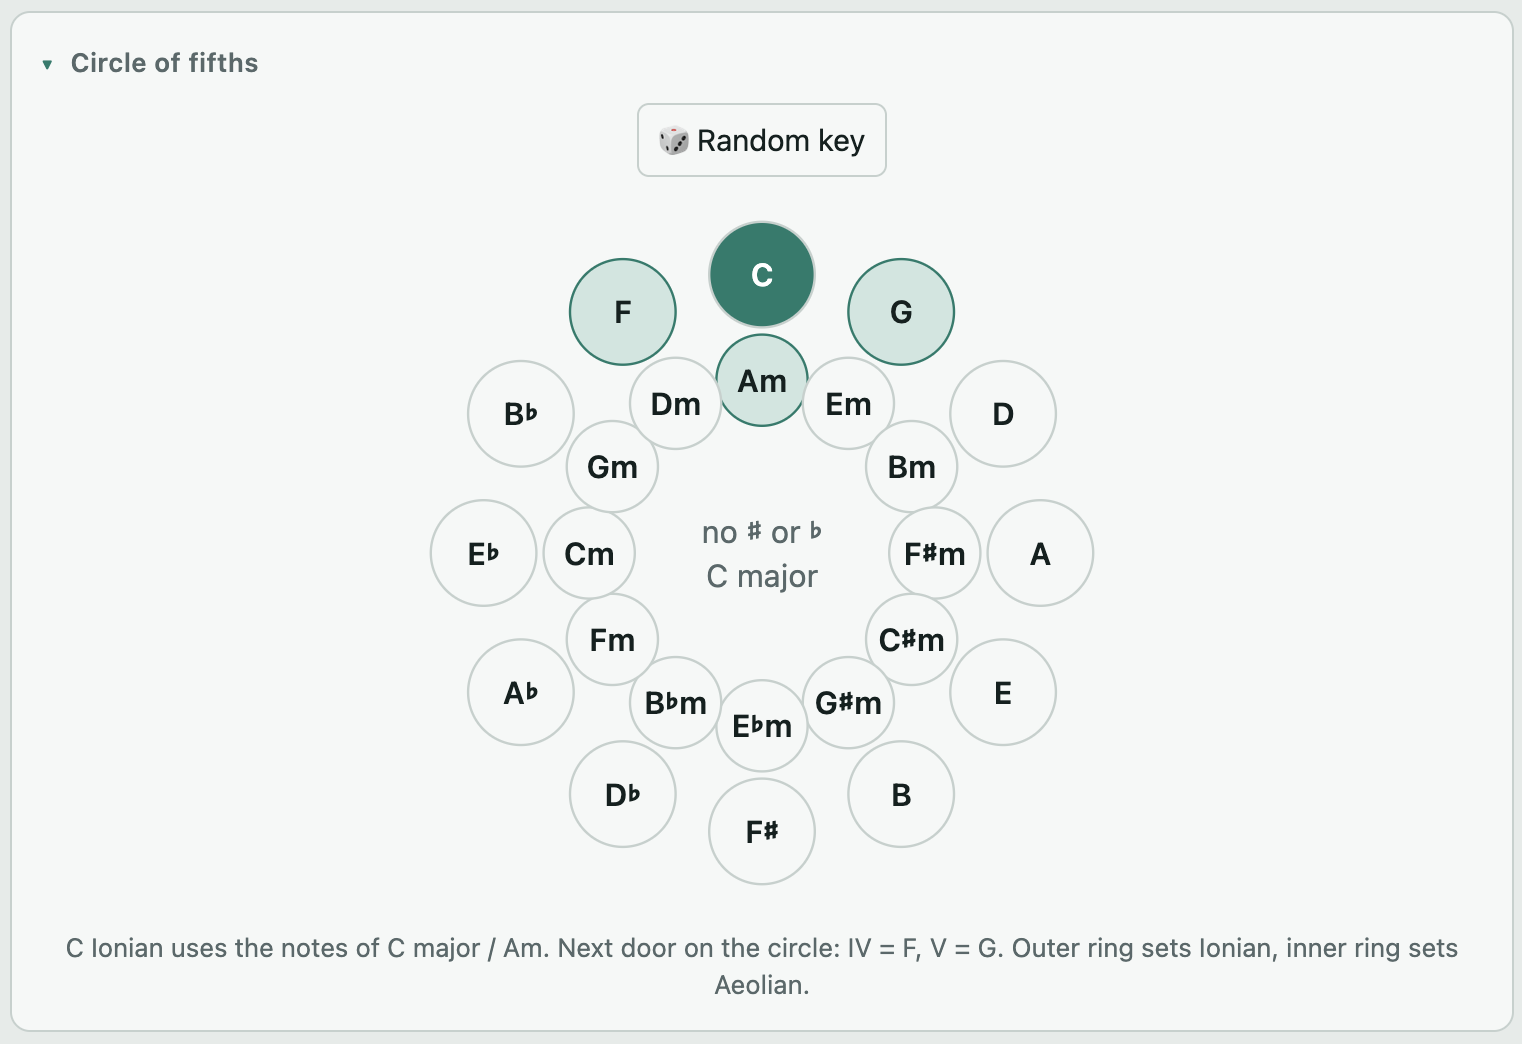 Circle of fifths
Random key
C
F
G
Am
Dm
Em
B♭
D
Gm
Bm
E♭
Cm
no ♯ or ♭
F♯m
A
C major
Fm
C♯m
A♭
E
B♭m
G♯m
E♭m
D♭
B
F♯
C Ionian uses the notes of C major / Am. Next door on the circle: IV = F, V = G. Outer ring sets Ionian, inner ring sets
Aeolian.